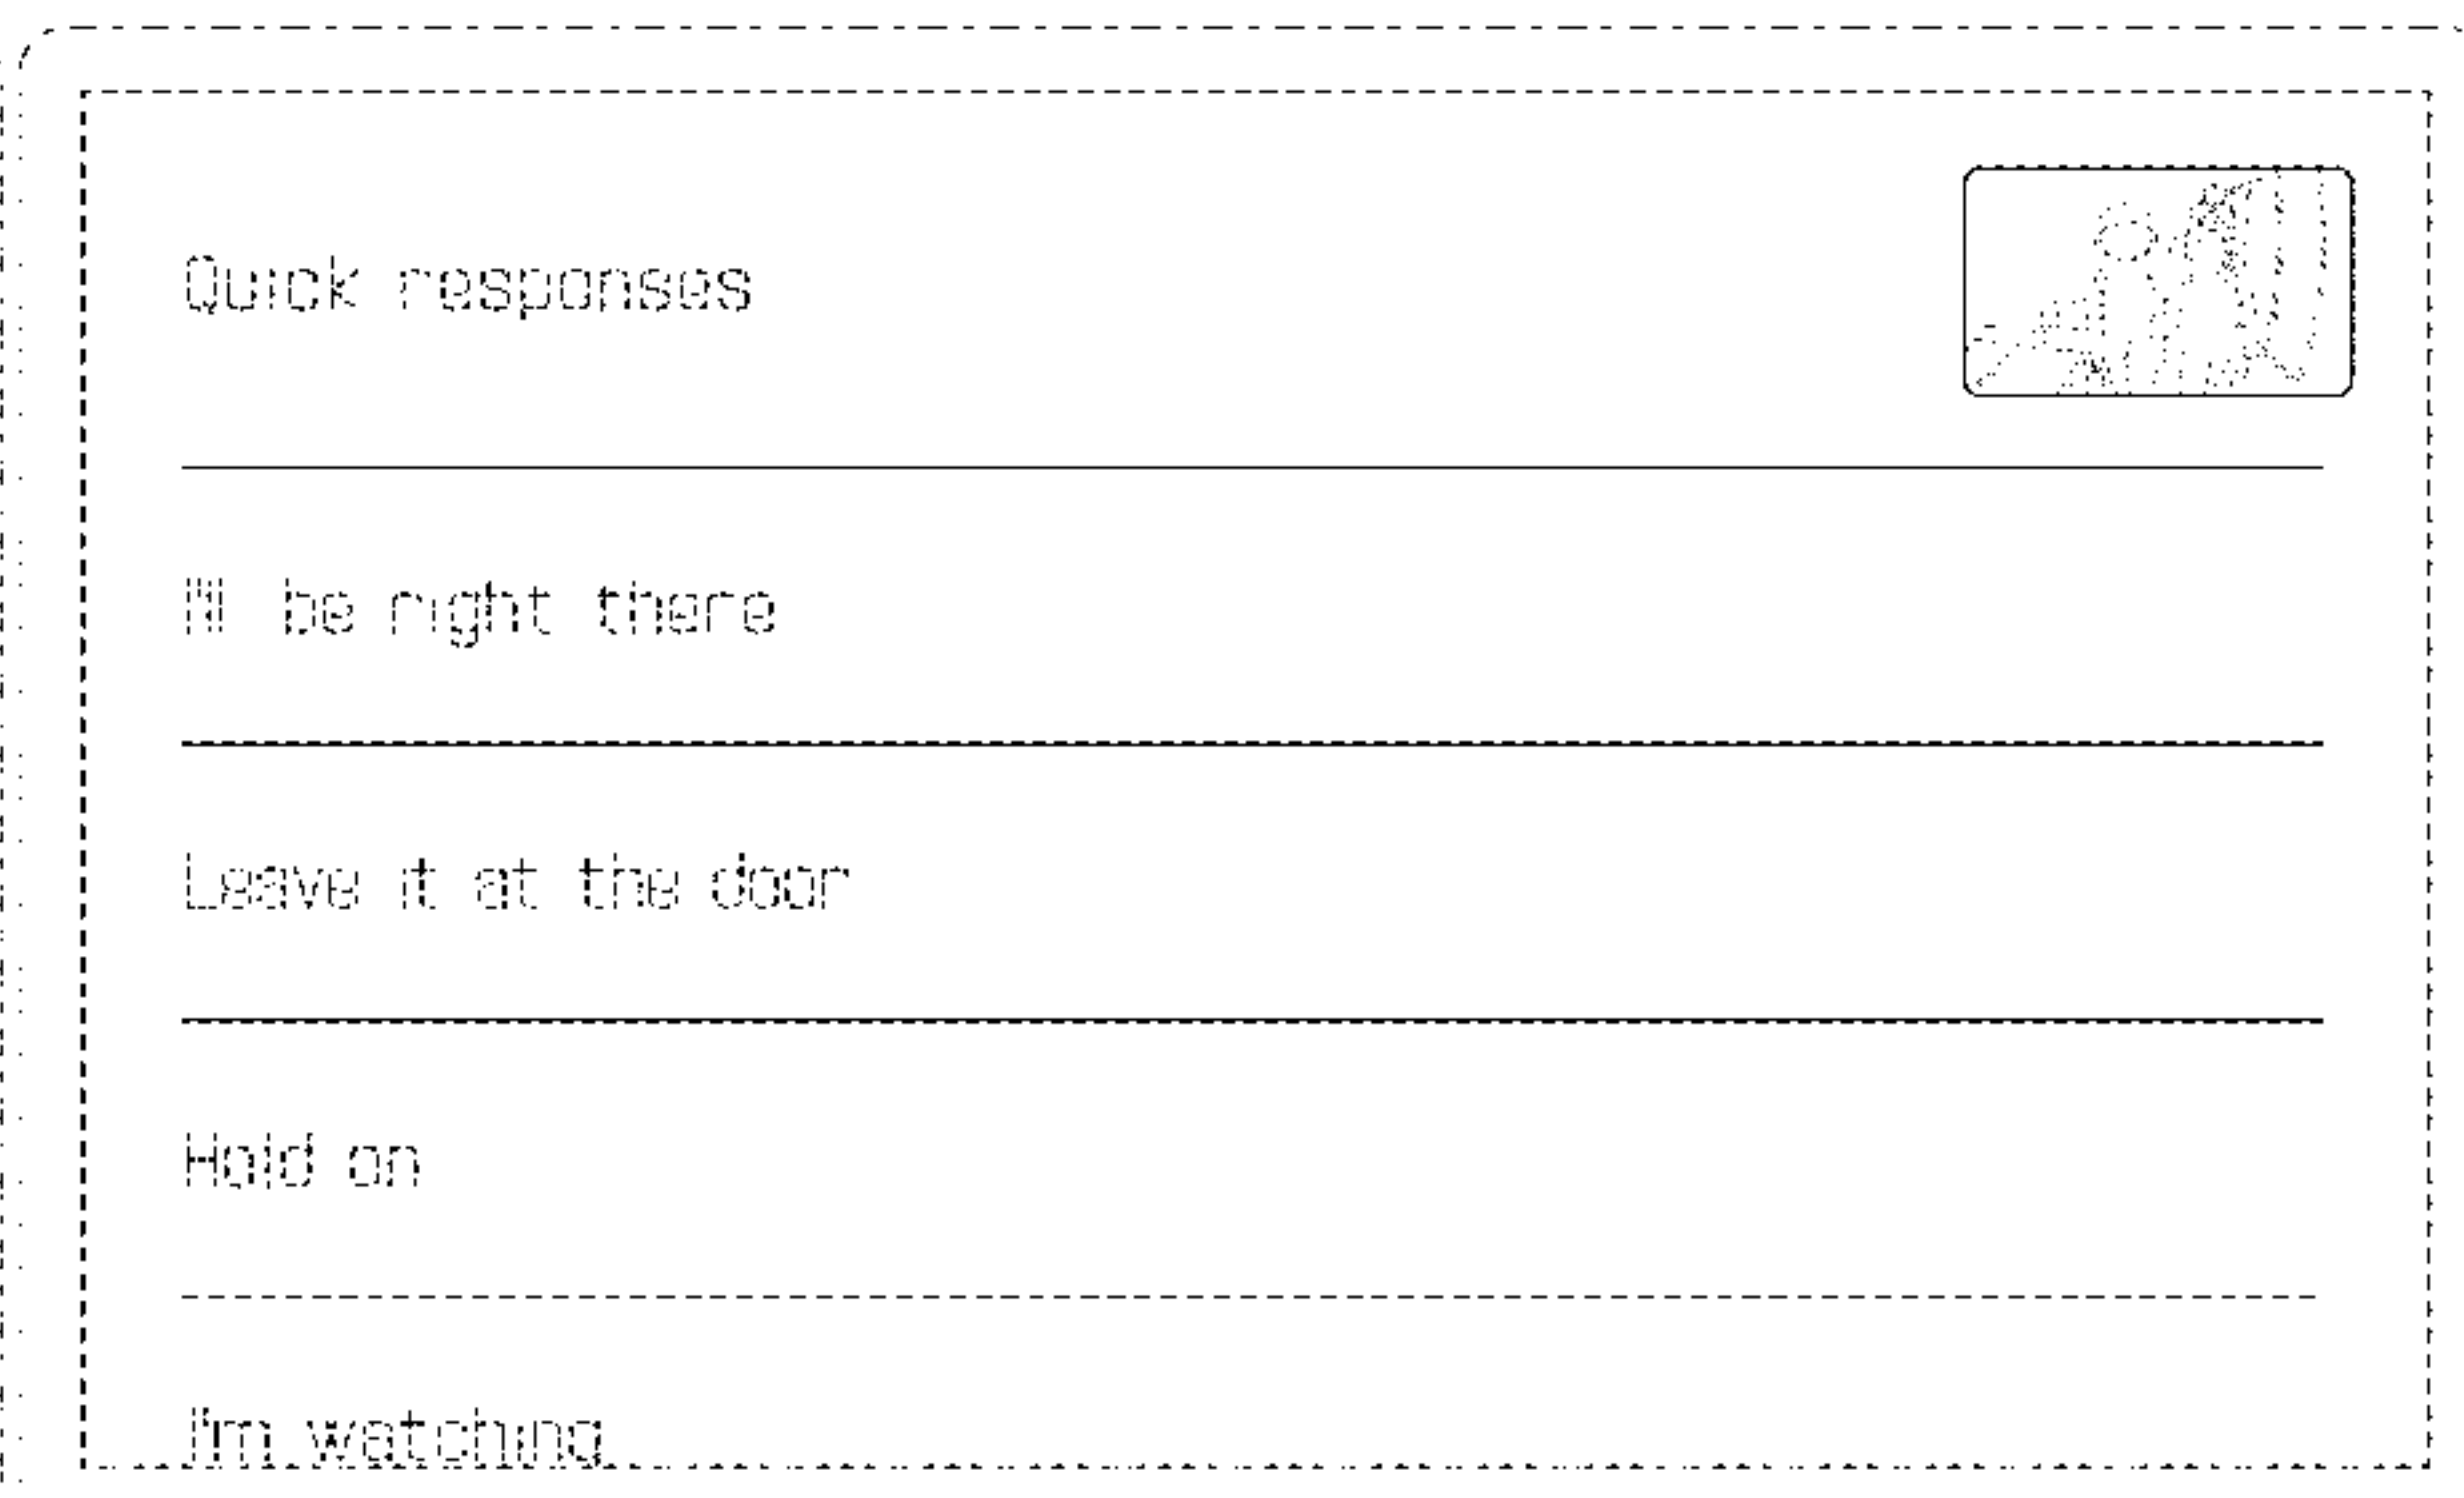 Quick responses
I'll be right there
Leave it at the door
Hold on
I'm watching